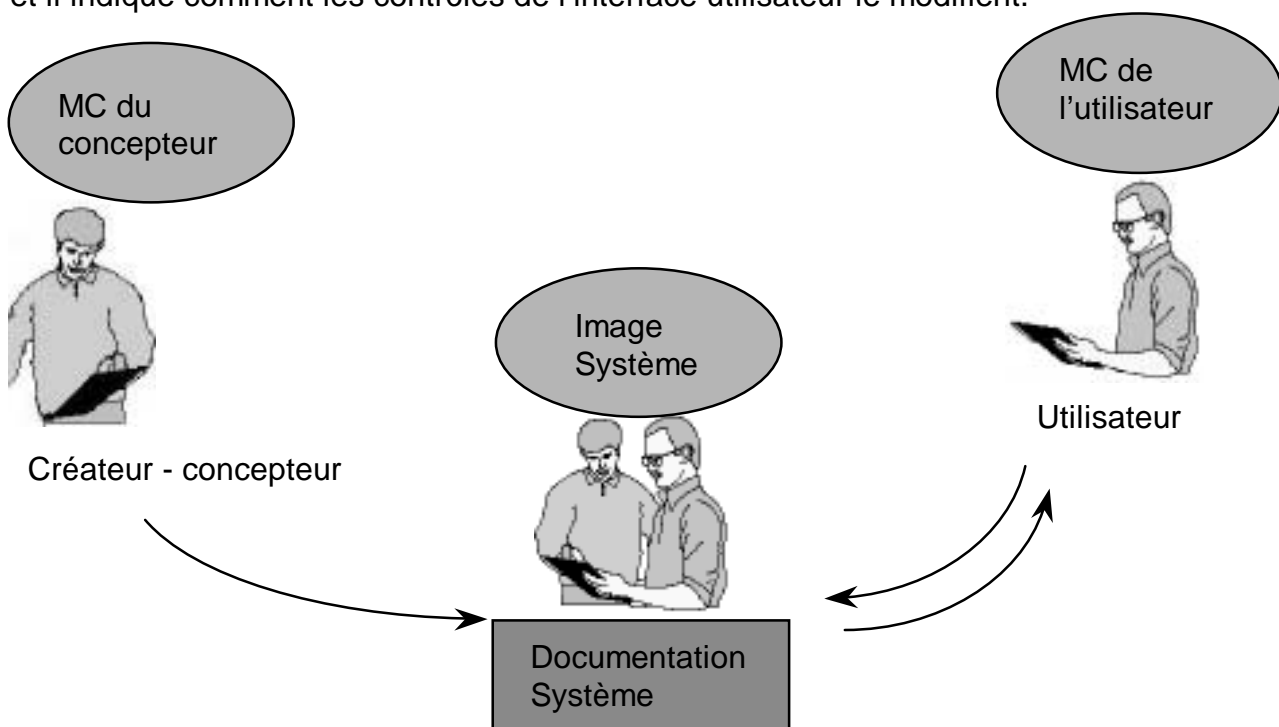 et il indique comment les contrôles de l'interface utilisateur le modifient.
MC du
concepteur
MC de
l'utilisateur
Image
Système
Utilisateur
Créateur - concepteur
Documentation
Système